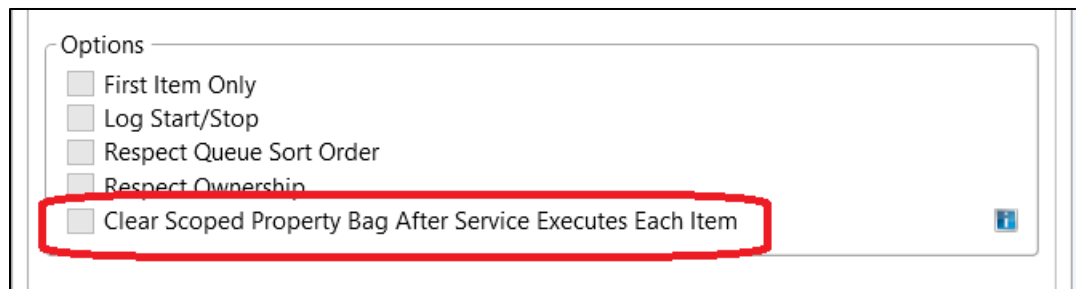 Options
First Item Only
Log Start/Stop
Respect Queue Sort Order
Respect Ownership
Clear Scoped Property Bag After Service Executes Each Item
i